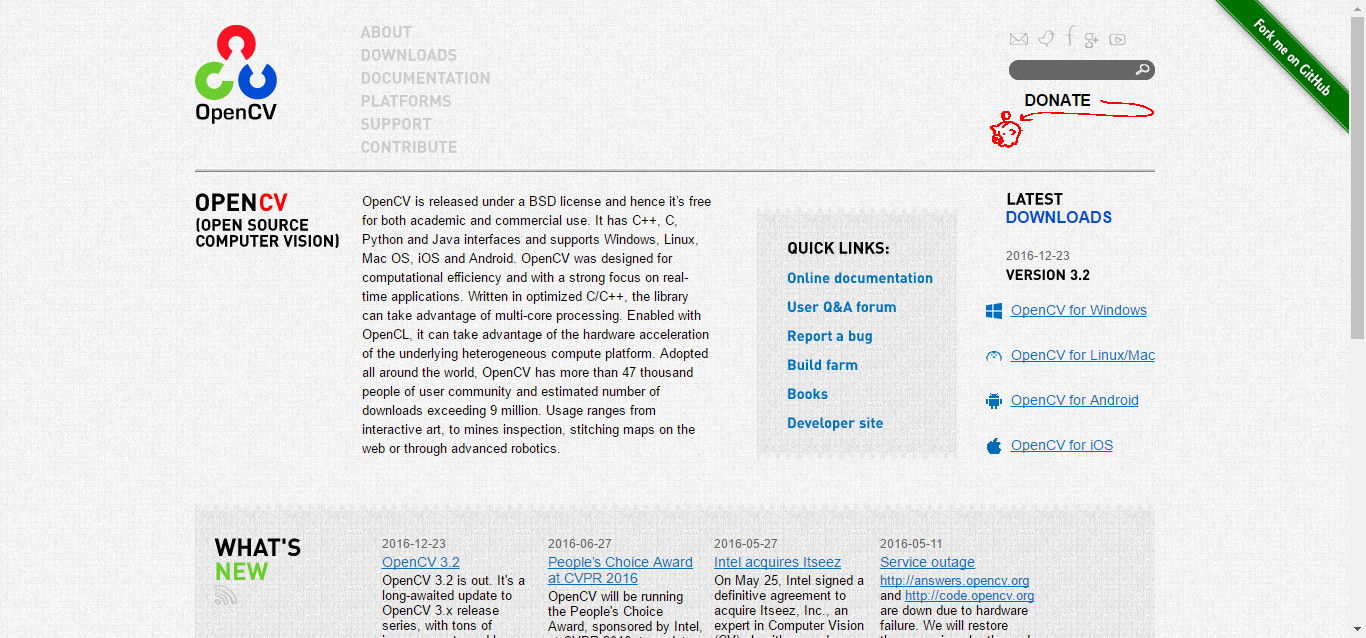 OpenCV
ABOUT
DOWNLOADS
DOCUMENTATION
PLATFORMS
SUPPORT
CONTRIBUTE
DONATE
Fork me on GitHub
OPENCV
(OPEN SOURCE
COMPUTER VISION)
OpenCV is released under a BSD license and hence it's free
for both academic and commercial use. It has C++, C,
Python and Java interfaces and supports Windows, Linux,
Mac OS, iOS and Android. OpenCV was designed for
computational efficiency and with a strong focus on real-
time applications. Written in optimized C/C++, the library
can take advantage of multi-core processing. Enabled with
OpenCL, it can take advantage of the hardware acceleration
of the underlying heterogeneous compute platform. Adopted
all around the world, OpenCV has more than 47 thousand
people of user community and estimated number of
downloads exceeding 9 million. Usage ranges from
interactive art, to mines inspection, stitching maps on the
web or through advanced robotics.
QUICK LINKS:
Online documentation
User Q&A forum
Report a bug
Build farm
Books
Developer site
LATEST
DOWNLOADS
2016-12-23
VERSION 3.2
OpenCV for Windows
OpenCV for Linux/Mac
OpenCV for Android
OpenCV for iOS
WHAT'S
NEW
2016-12-23
OpenCV 3.2
OpenCV 3.2 is out. It's a
long-awaited update to
OpenCV 3.x release
series, with tons of
2016-06-27
People's Choice Award
at CVPR 2016
OpenCV will be running
the People's Choice
Award, sponsored by Intel,
2016-05-27
Intel acquires Itseez
On May 25, Intel signed a
definitive agreement to
acquire Itseez, Inc., an
expert in Computer Vision
2016-05-11
Service outage
http://answers.opencv.org
and http://code.opencv.org
are down due to hardware
failure. We will restore